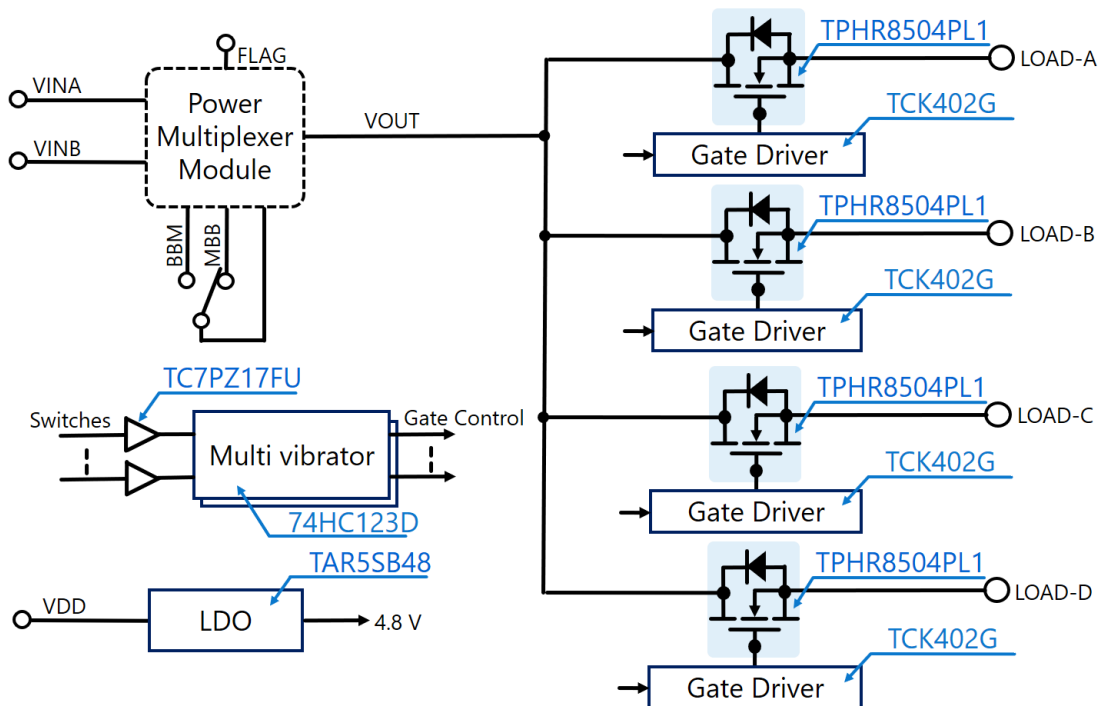 FLAG
VINA
VINB
Power
Multiplexer
Module
VOUT
BBM
MBB
TPHR8504PL1
LOAD-A
TCK402G
Gate Driver
TPHR8504PL1
LOAD-B
TCK402G
Gate Driver
TPHR8504PL1
LOAD-C
TCK402G
Gate Driver
TPHR8504PL1
LOAD-D
TCK402G
Gate Driver
TC7PZ17FU
Switches
Multi vibrator
Gate Control
74HC123D
TAR5SB48
VDD
LDO
4.8 V